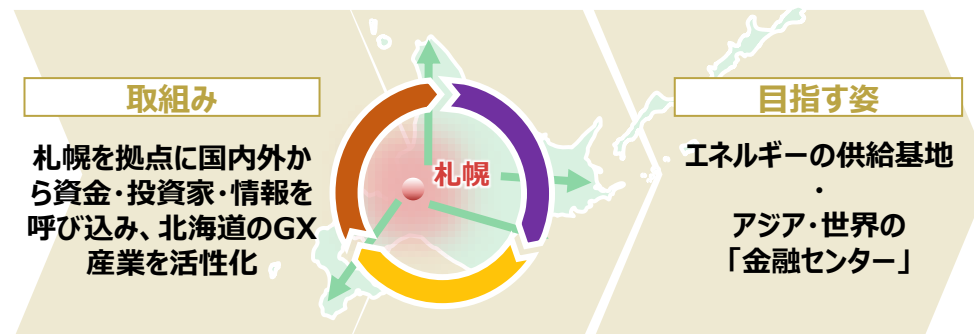 取組み
札幌を拠点に国内外か
ら資金・投資家・情報を
呼び込み、北海道のGX
産業を活性化
札幌
目指す姿
エネルギーの供給基地
・
アジア・世界の
「金融センター」